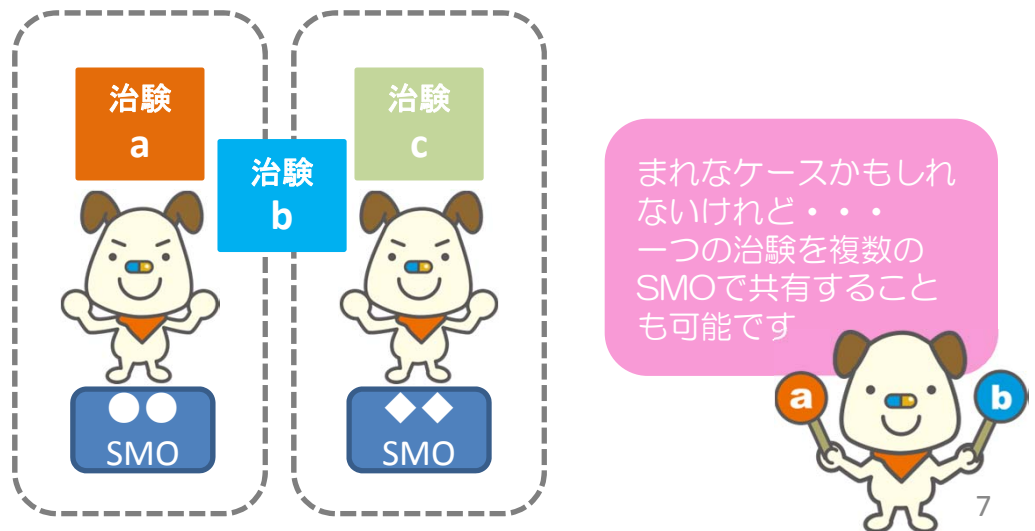 治験
a
治験
b
治験
c
●●
SMO
◆◆
SMO
まれなケースかもしれ
ないけれど・・・
一つの治験を複数の
SMOで共有すること
も可能です
a
b
7